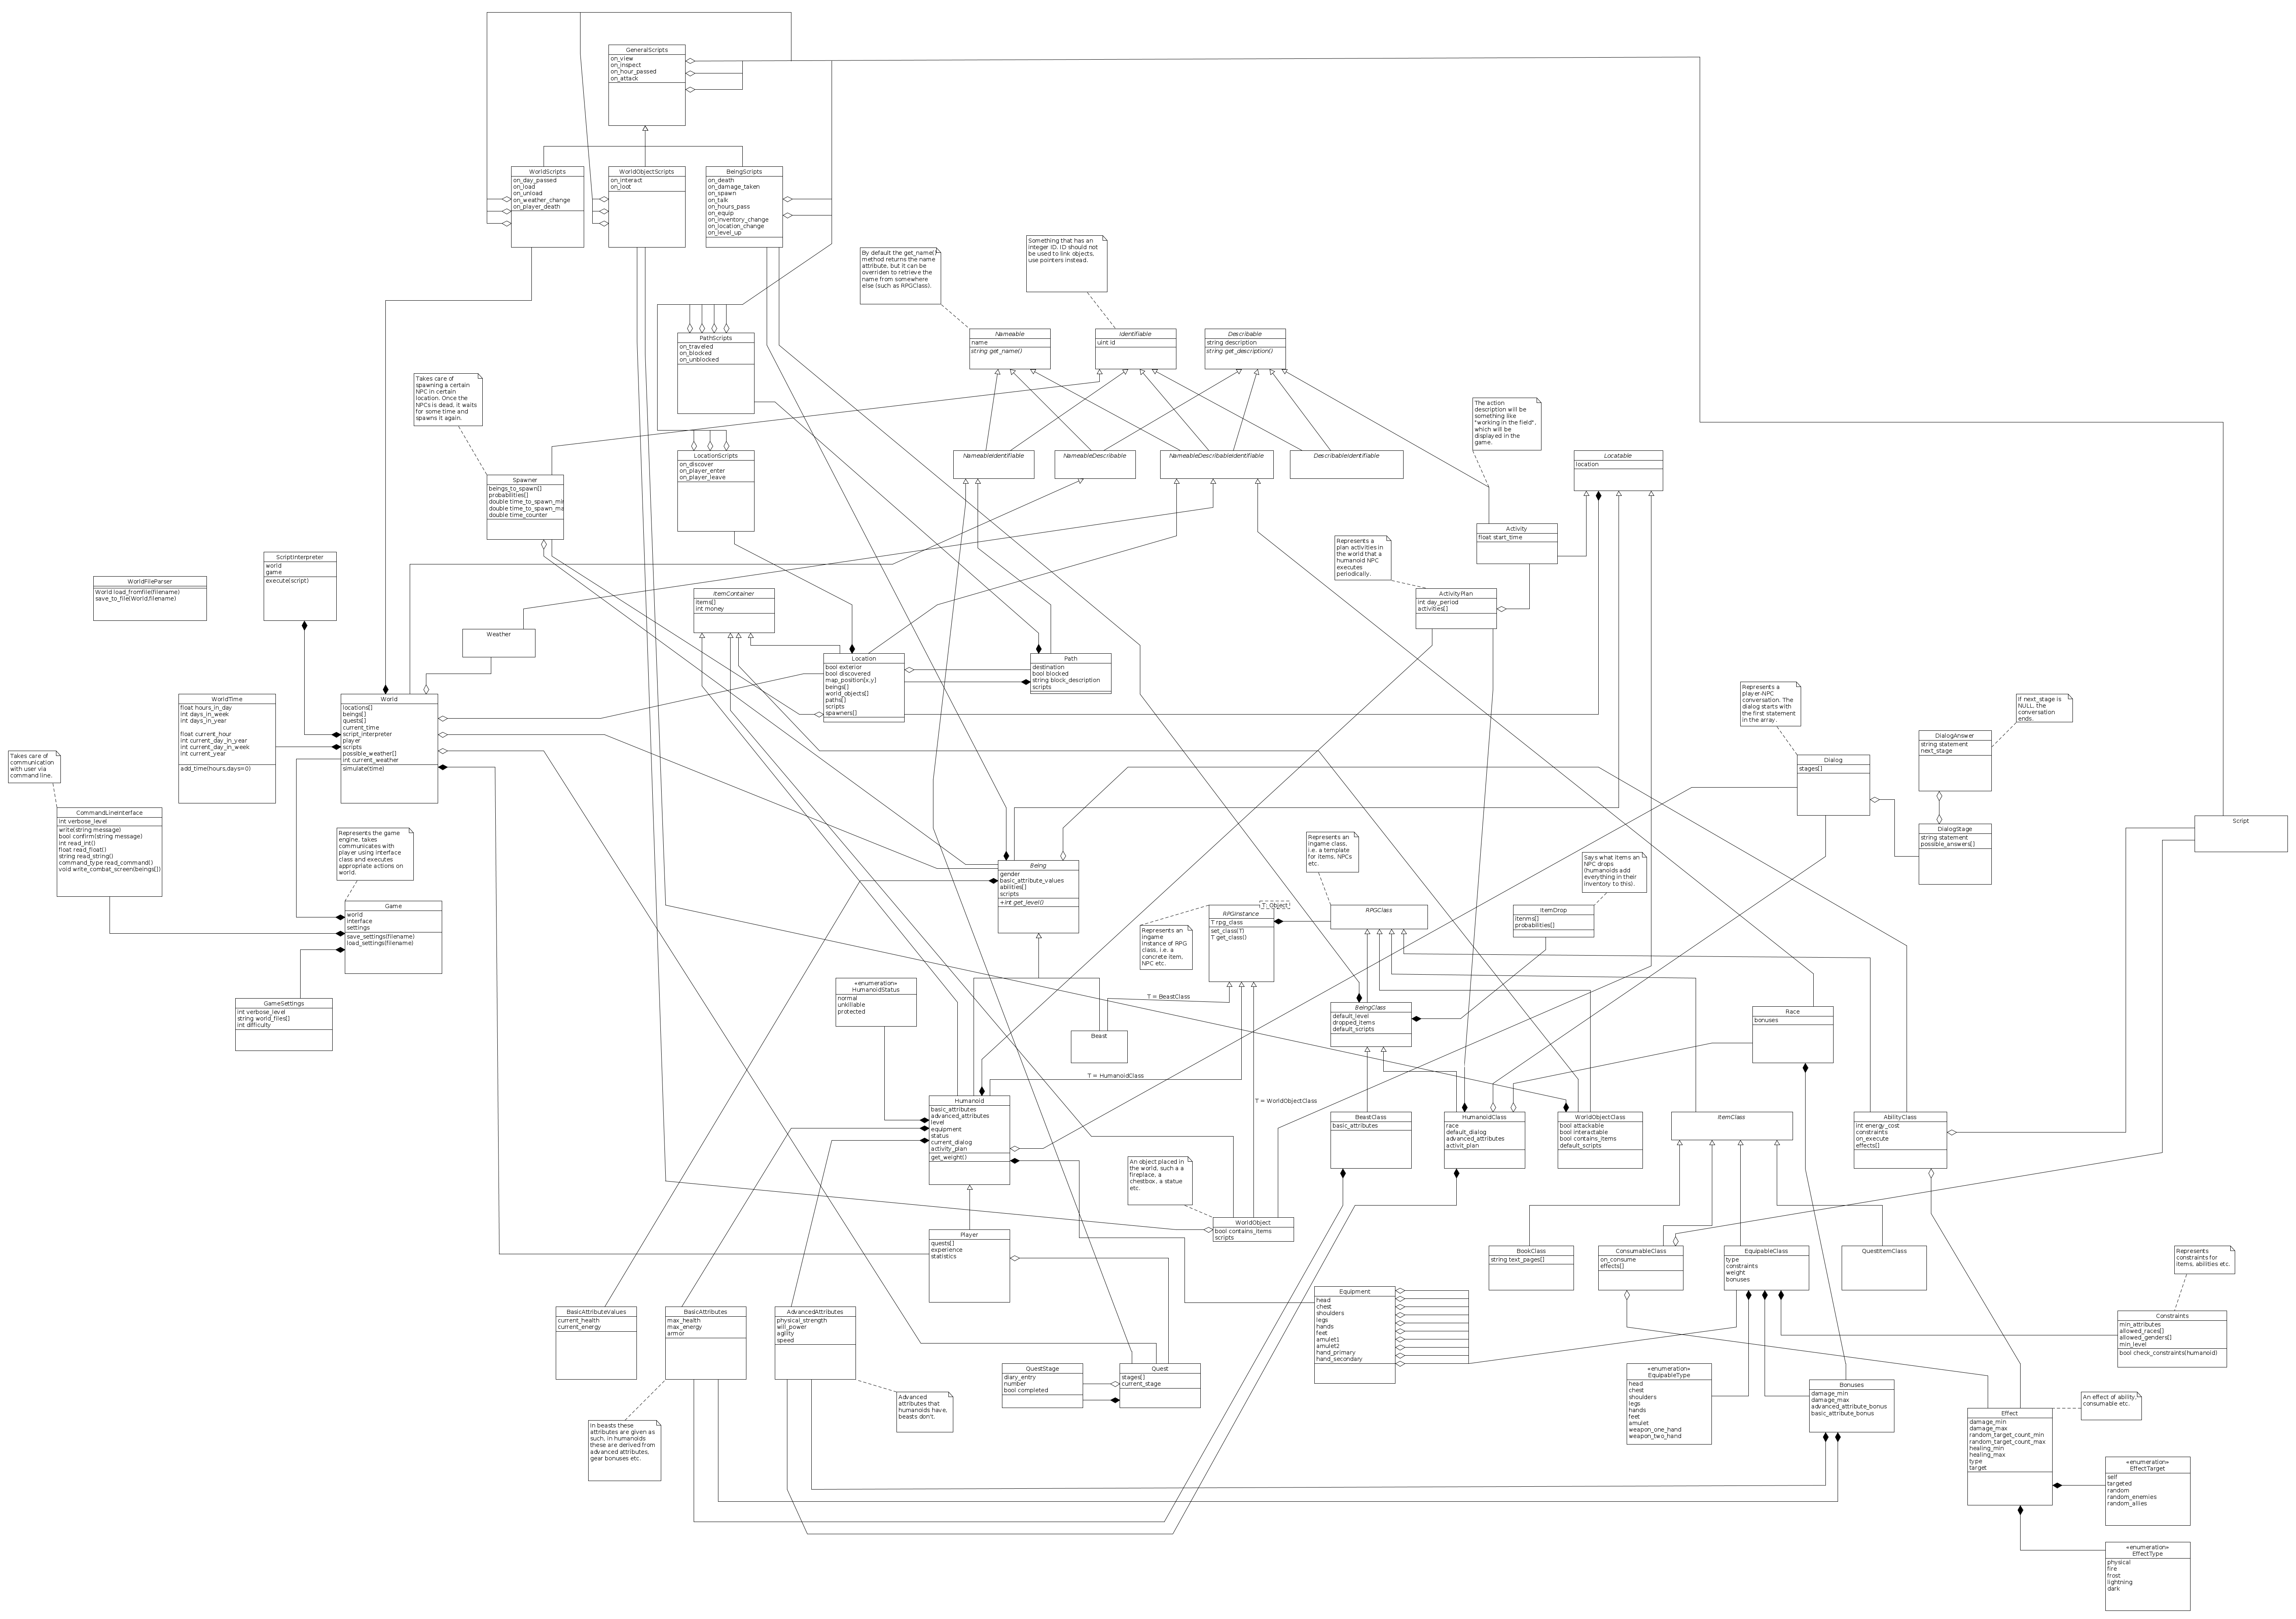 GeneralScripts
on_view
on_inspect
on_hour_passed
on_attack
WorldScripts
on_day_passed
on_load
on_unload
on_weather_change
on_player_death
WorldObjectScripts
on_interact
on_loot
BeingScripts
on_death
on_damage_taken
on_spawn
on_talk
on_hours_pass
on_equip
on_inventory_change
on_location_change
on_level_up
By default the get_name()
method returns the name
attribute, but it can be
overriden to retrieve the
name from somewhere
else (such as RPGClass).
Something that has an
integer ID. ID should not
be used to link objects,
use pointers instead.
PathScripts
on_traveled
on_blocked
on_unblocked
Nameable
name
string get_name()
Identifiable
uint id
Describable
string description
string get_description()
Takes care of
spawning a certain
NPC in certain
location. Once the
NPCs is dead, it waits
for some time and
spawns it again.
The action
description will be
something like
"working in the field",
which will be
displayed in the
game.
LocationScripts
on_discover
on_player_enter
on_player_leave
NameableIdentifiable
NameableDescribable
NameableDescribableIdentifiable
DescribableIdentifiable
Locatable
location
Spawner
beings_to_spawn[]
probabilities[]
double time_to_spawn_mi
double time_to_spawn_ma
double time_counter
Activity
float start_time
Represents a
plan activities in
the world that a
humanoid NPC
executes
periodically.
ScriptInterpreter
world
game
execute(script)
WorldFileParser
World load_fromfile(filename)
save_to_file(World,filename)
ItemContainer
items[]
int money
ActivityPlan
int day_period
activities[]
Weather
Location
bool exterior
bool discovered
map_position[x,y]
beings[]
world_objects[]
paths[]
scripts
spawners[]
Path
destination
bool blocked
string block_description
scripts
WorldTime
float hours_in_day
int days_in_week
int days_in_year
float current_hour
int current_day_in_year
int current_day_in_week
int current_year
add_time(hours,days=0)
World
locations[]
beings[]
quests[]
current_time
script_interpreter
player
scripts
possible_weather[]
int current_weather
simulate(time)
Represents a
player-NPC
conversation. The
dialog starts with
the first statement
in the array.
If next_stage is
NULL, the
conversation
ends.
DialogAnswer
string statement
next_stage
Dialog
stages[]
Takes care of
communication
with user via
command line.
CommandLineInterface
int verbose_level
write(string message)
bool confirm(string message)
int read_int()
float read_float()
string read_string()
command_type read_command()
void write_combat_screen(beings[])
Represents the game
engine, takes
communicates with
player using interface
class and executes
appropriate actions on
world.
DialogStage
string statement
possible_answers[]
Script
Represents an
ingame class,
i.e. a template
for items, NPCs
etc.
Says what items an
NPC drops
(humanoids add
everything in their
inventory to this).
Being
gender
basic_attribute_values
abilities[]
scripts
+int get_level()
Game
world
interface
settings
save_settings(filename)
load_settings(filename)
T: Object
RPGInstance
T rpg_class
set_class(T)
T get_class()
RPGClass
ItemDrop
itenms[]
probabilities[]
Represents an
ingame
instance of RPG
class, i.e. a
concrete item,
NPC etc.
«enumeration»
HumanoidStatus
normal
unkillable
protected
T = BeastClass
GameSettings
int verbose_level
string world_files[]
int difficulty
Beast
BeingClass
default_level
dropped_items
default_scripts
Race
bonuses
T = HumanoidClass
T = WorldObjectClass
Humanoid
basic_attributes
advanced_attributes
level
equipment
status
current_dialog
activity_plan
get_weight()
BeastClass
basic_attributes
HumanoidClass
race
default_dialog
advanced_attributes
activit_plan
WorldObjectClass
bool attackable
bool interactable
bool contains_items
default_scripts
ItemClass
AbilityClass
int energy_cost
constraints
on_execute
effects[]
An object placed in
the world, such a a
fireplace, a
chestbox, a statue
etc.
WorldObject
bool contains_items
scripts
Player
quests[]
experience
statistics
BookClass
string text_pages[]
ConsumableClass
on_consume
effects[]
EquipableClass
type
constraints
weight
bonuses
QuestItemClass
Represents
constraints for
items, abilities etc.
Equipment
head
chest
shoulders
legs
hands
feet
amulet1
amulet2
hand_primary
hand_secondary
BasicAttributeValues
current_health
current_energy
BasicAttributes
max_health
max_energy
armor
AdvancedAttributes
physical_strength
will_power
agility
speed
Constraints
min_attributes
allowed_races[]
allowed_genders[]
min_level
bool check_constraints(humanoid)
QuestStage
diary_entry
number
bool completed
Quest
stages[]
current_stage
«enumeration»
EquipableType
head
chest
shoulders
legs
hands
feet
amulet
weapon_one_hand
weapon_two_hand
Bonuses
damage_min
damage_max
advanced_attribute_bonus
basic_attribute_bonus
Advanced
attributes that
humanoids have,
beasts don't.
An effect of ability,
consumable etc.
In beasts these
attributes are given as
such, in humanoids
these are derived from
advanced attributes,
gear bonuses etc.
Effect
damage_min
damage_max
random_target_count_min
random_target_count_max
healing_min
healing_max
type
target
«enumeration»
EffectTarget
self
targeted
random
random_enemies
random_allies
«enumeration»
EffectType
physical
fire
frost
lightning
dark